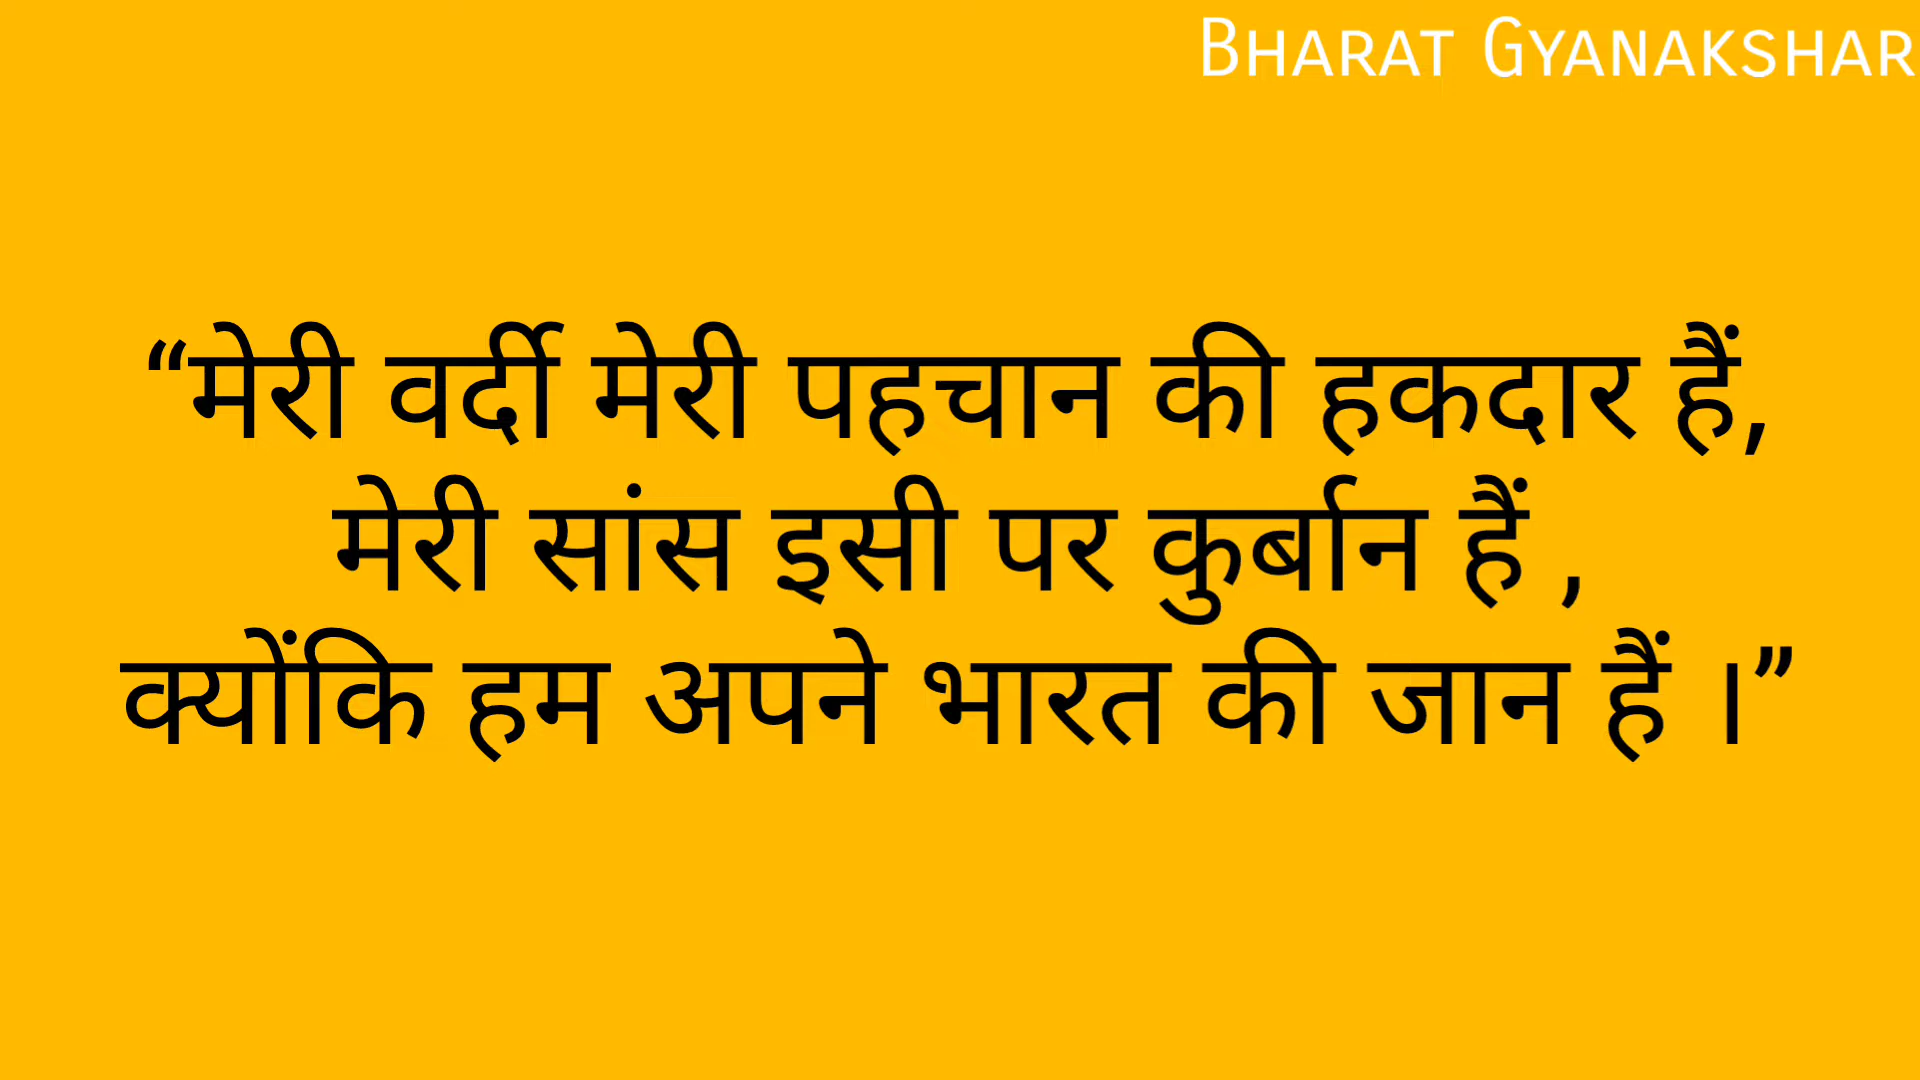 Bharat Gyanakshar
“मेरी वर्दी मेरी पहचान की हकदार हैं,
मेरी सांस इसी पर कुर्बान हैं ,
क्योंकि हम अपने भारत की जान हैं ।”